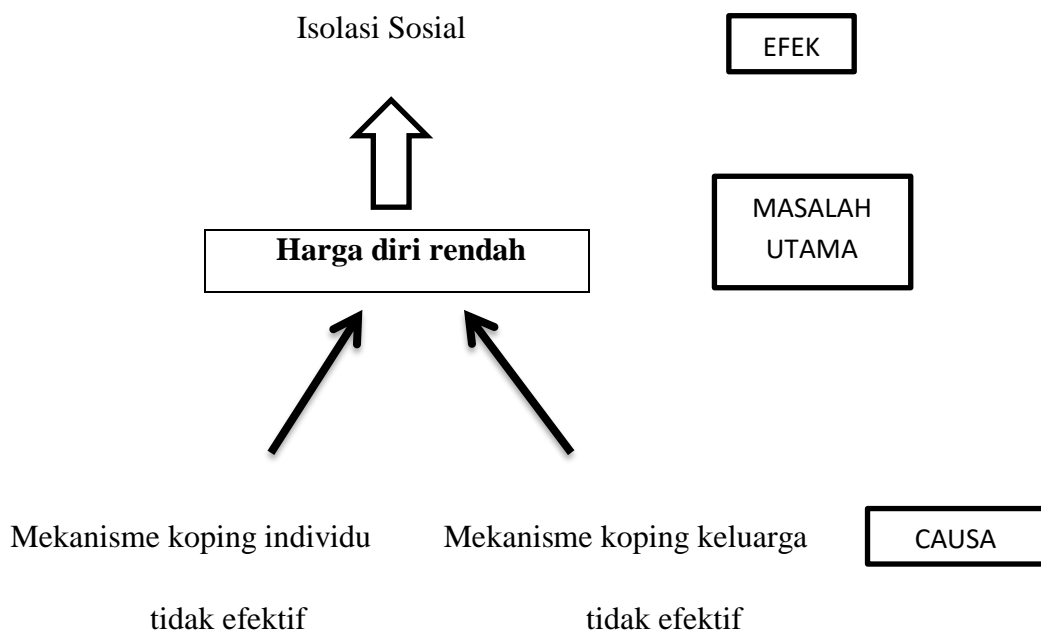 Isolasi Sosial
EFEK
MASALAH
UTAMA
Harga diri rendah
Mekanisme koping individu
tidak efektif
Mekanisme koping keluarga
tidak efektif
CAUSA